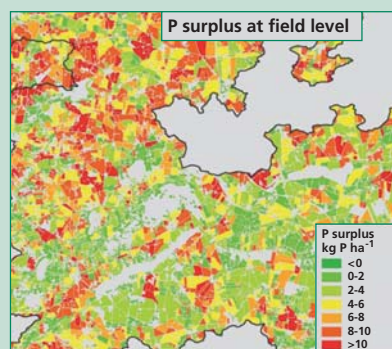 P surplus at field level
P surplus
kg P ha⁻¹
<0
0-2
2-4
4-6
6-8
8-10
>10